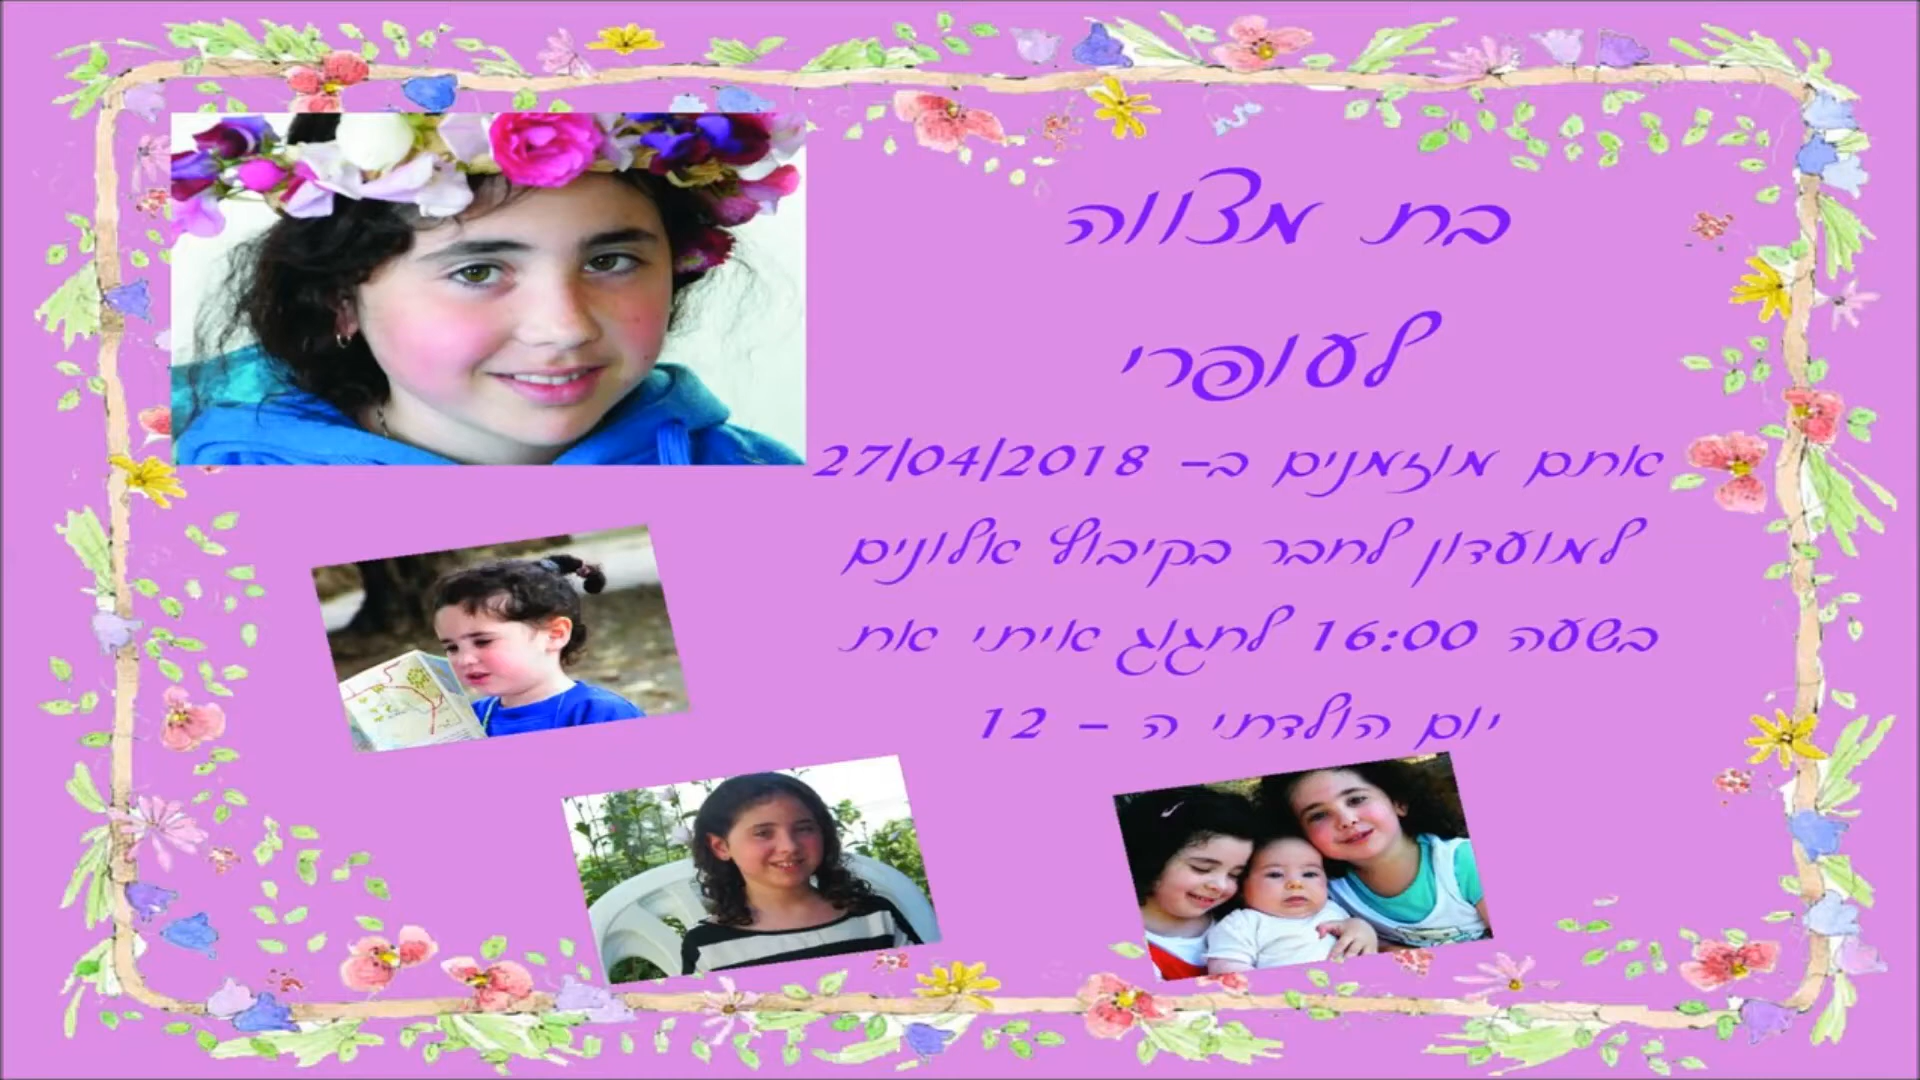 בת מצווה
לעופרי
אתם מוזמנים ב- 27/04/2018
למועדון לחבר בקיבוץ אלונים
בשעה 16:00 לחגוג איתי את
יום הולדתי ה - 12